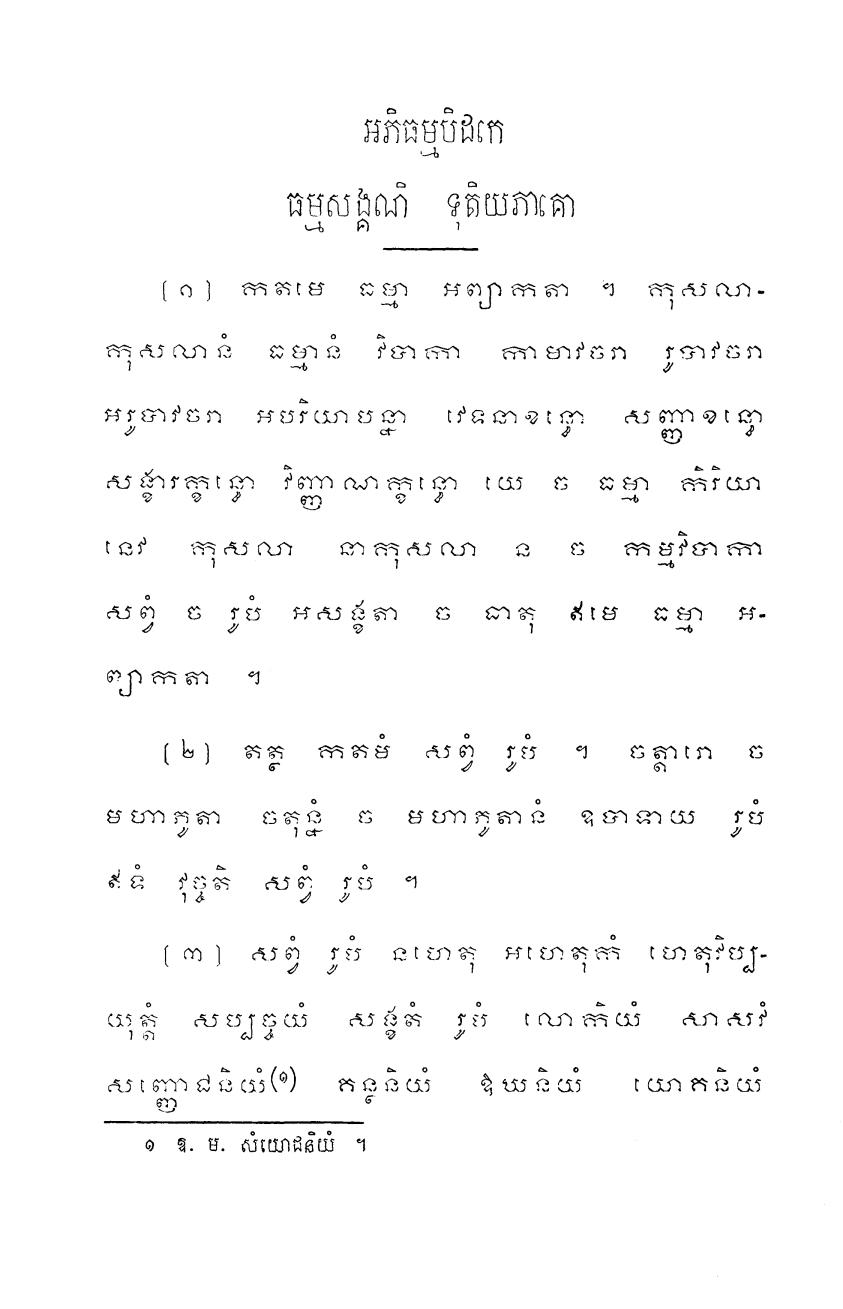 អភិធម្មបិដកេ
ធម្មសង្គណិ ទុតិយភាគោ
(១) កតមេ ធម្មា អព្យាកតា ។ កុសលា-
កុសលានំ ធម្មានំ វិបាកា កាមាវចរា រូបាវចរា
អរូបាវចរា អបរិយាបន្នា វេទនាខន្ធោ សញ្ញាខន្ធោ
សង្ខារក្ខន្ធោ វិញ្ញាណក្ខន្ធោ យេ ច ធម្មា កិរិយា
នេវ កុសលា នាកុសលា ន ច កម្មវិបាកា
សព្វំ ច រូបំ អសង្ខតា ច ធាតុ ឥមេ ធម្មា អ-
ព្យាកតា ។
(២) តត្ថ កតមំ សព្វំ រូបំ ។ ចត្តារោ ច
មហាភូតា ចតុន្នំ ច មហាភូតានំ ឧបាទាយ រូបំ
ឥទំ វុច្ចតិ សព្វំ រូបំ ។
(៣) សព្វំ រូបំ នហេតុ អហេតុកំ ហេតុវិប្ប-
យុត្តំ សប្បច្ចយំ សង្ខតំ រូបំ លោកិយំ សាសវំ
សញ្ញោជនិយំ(១) គន្ថនិយំ ឱឃនិយំ យោគនិយំ
១ ឱ. ម. សំយោជនិយំ ។